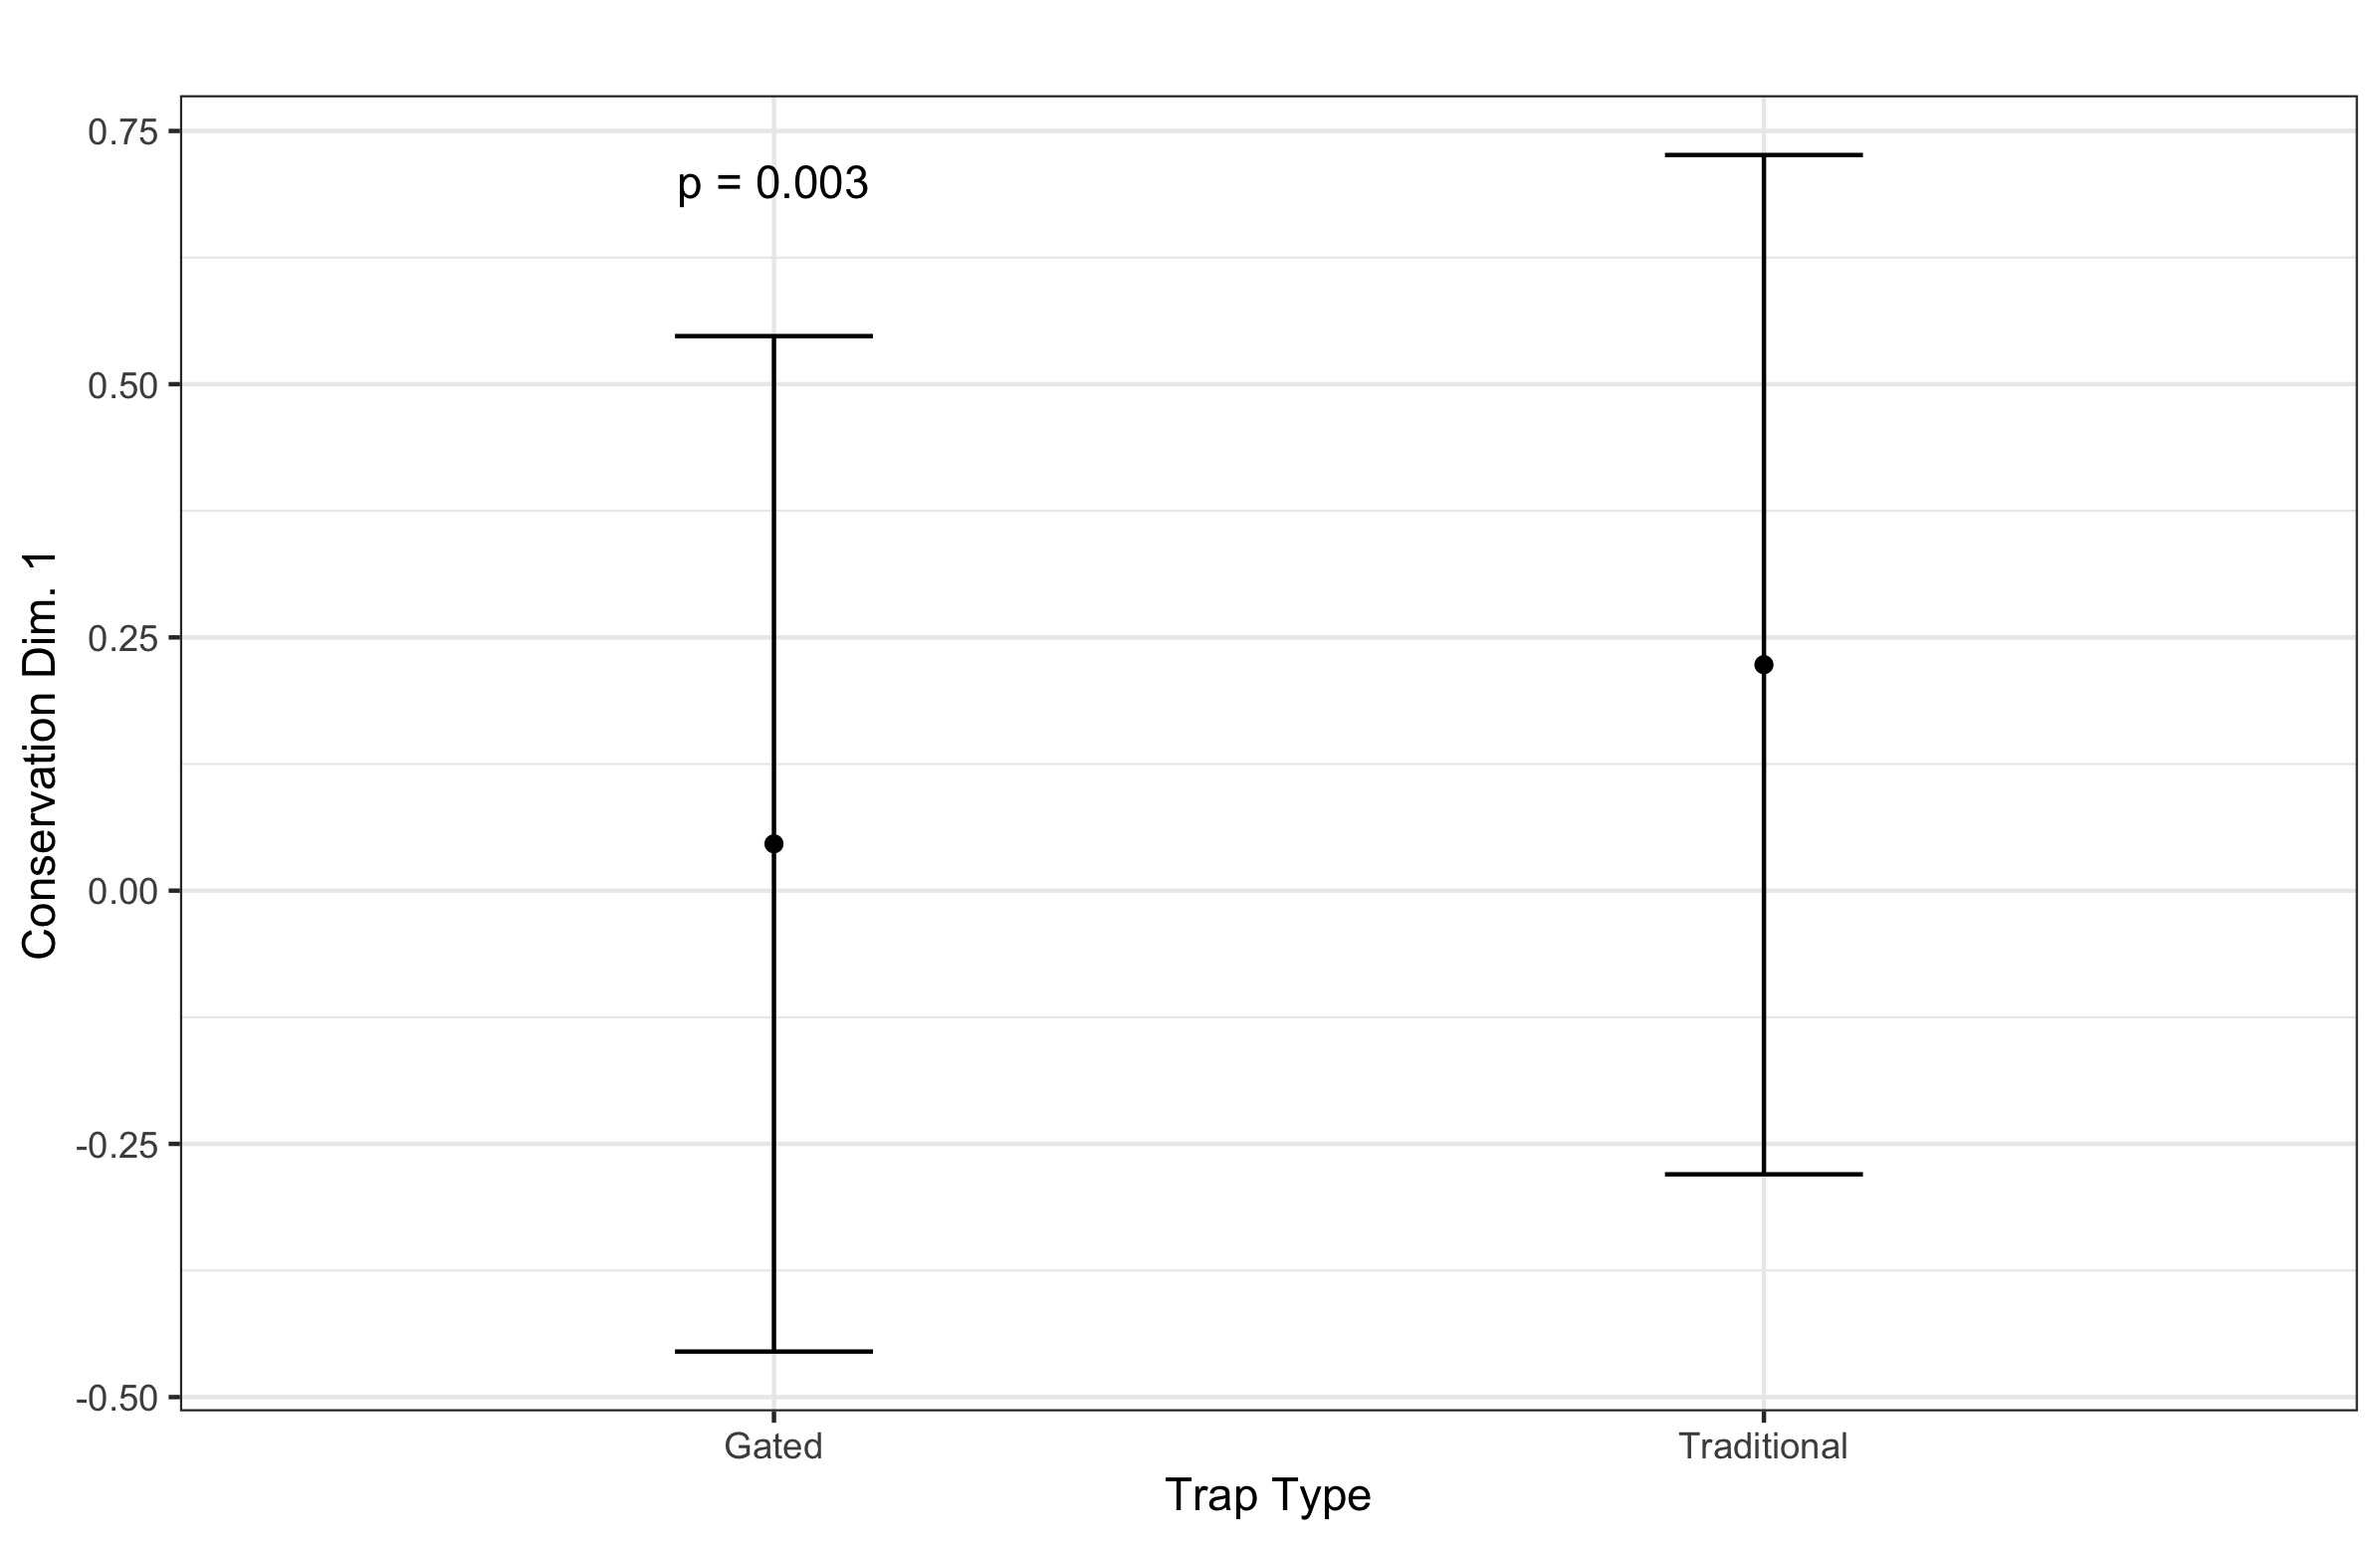 p = 0.003
0.75
0.50
0.25
0.00
-0.25
-0.50
Conservation Dim. 1
Gated
Traditional
Trap Type